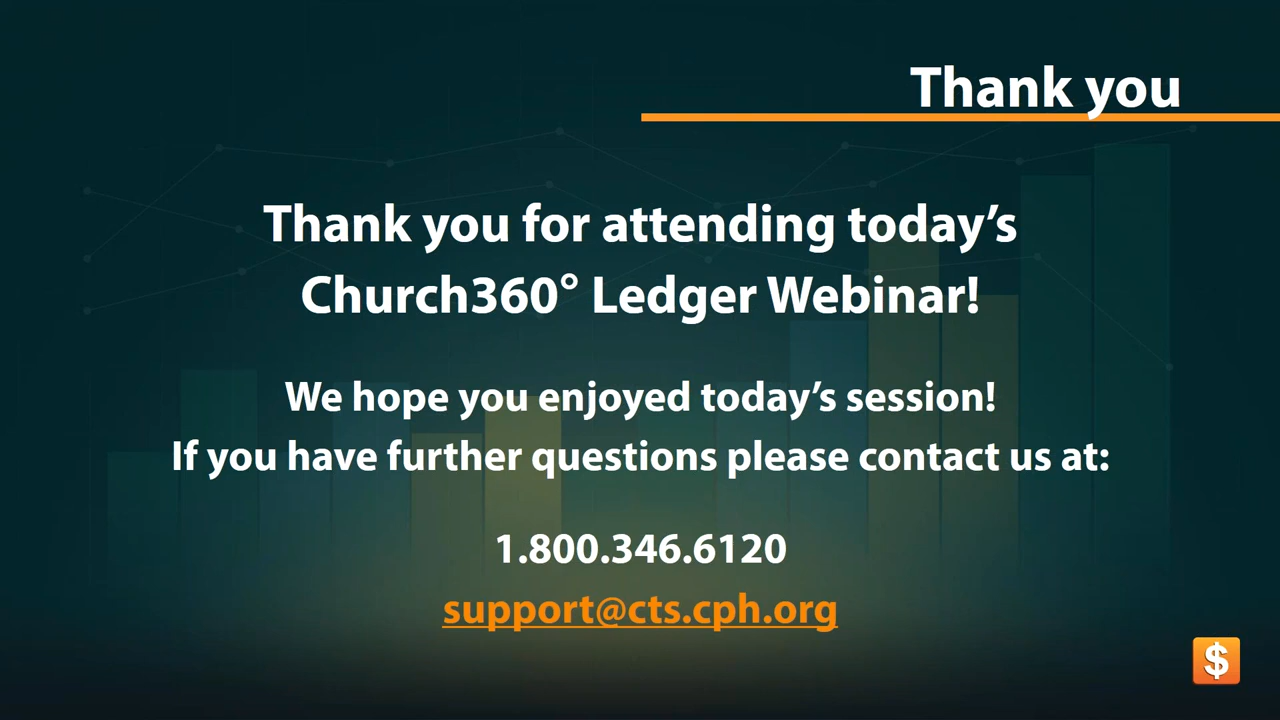 Thank you
Thank you for attending today’s
Church360° Ledger Webinar!
We hope you enjoyed today’s session!
If you have further questions please contact us at:
1.800.346.6120
support@cts.cph.org
$